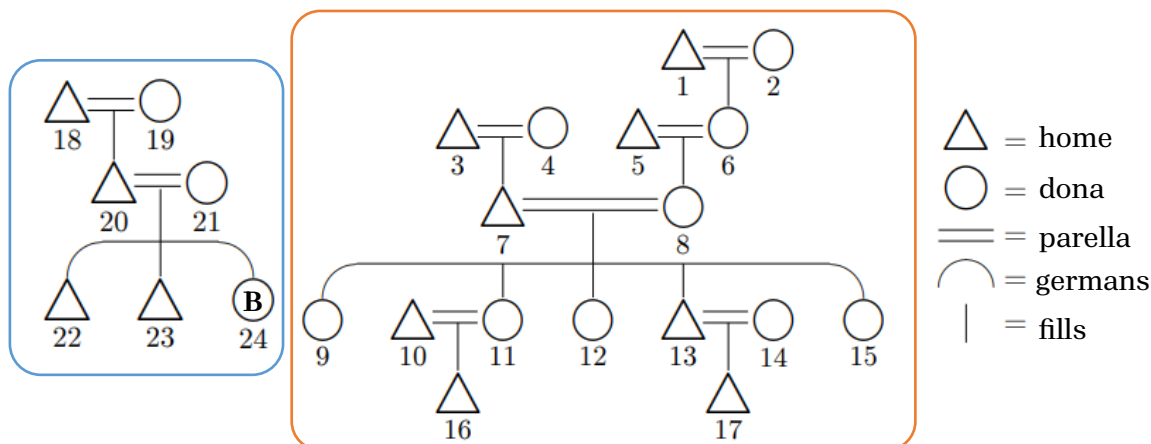 1 2
18 19
3 4 5 6
20 21
7 8
B
22 23 24
9 10 11 12 13 14 15
16 17
= home
= dona
= parella
= germans
= fills